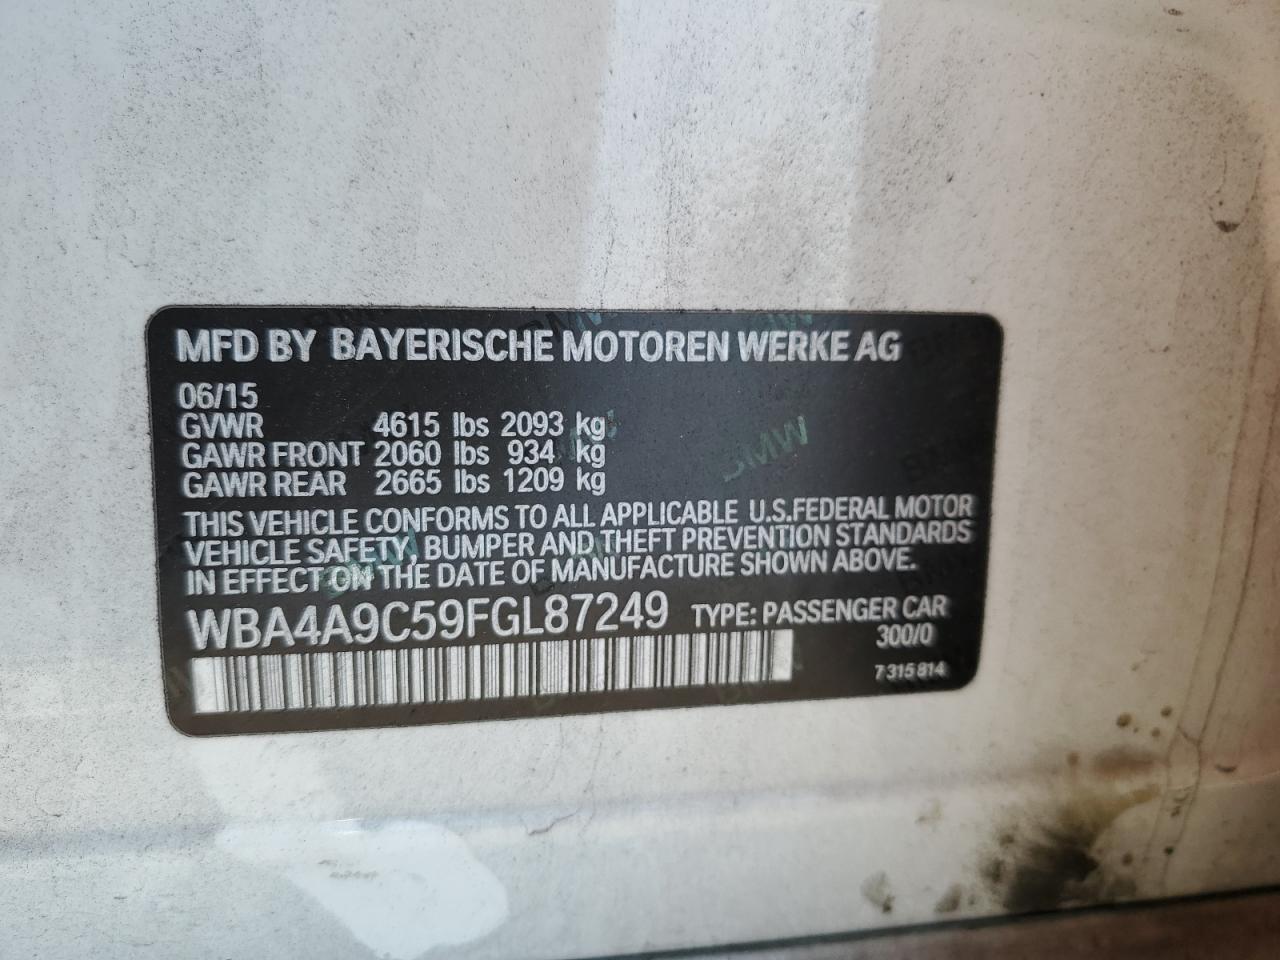 MFD BY BAYERISCHE MOTOREN WERKE AG
06/15
GVWR 4615 lbs 2093 kg
GAWR FRONT 2060 lbs 934 kg
GAWR REAR 2665 lbs 1209 kg
THIS VEHICLE CONFORMS TO ALL APPLICABLE U.S.FEDERAL MOTOR
VEHICLE SAFETY, BUMPER AND THEFT PREVENTION STANDARDS
IN EFFECT ON THE DATE OF MANUFACTURE SHOWN ABOVE.
WBA4A9C59FGL87249 TYPE: PASSENGER CAR
300/0
7 315 814
BMW
BMW